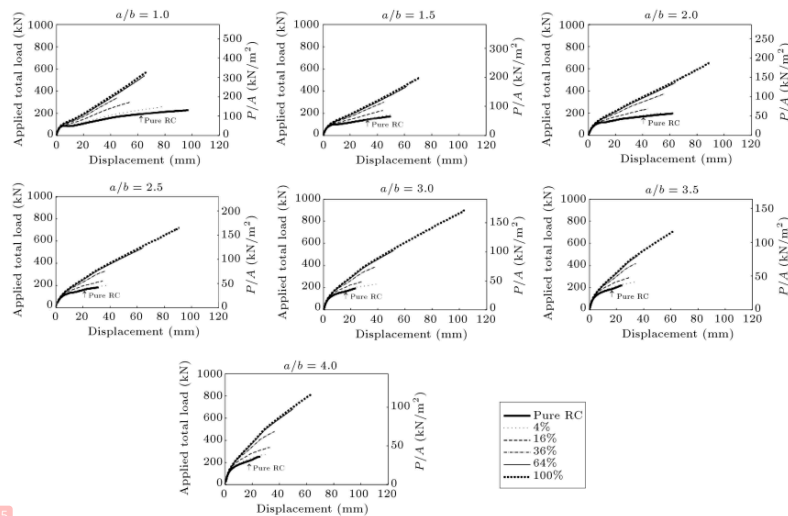 a/b = 1.0
Applied total load (kN)
1000
800
600
400
200
0
0 20 40 60 80 100 120
Displacement (mm)
P/A (kN/m²)
500
400
300
200
100
0
Pure RC
a/b = 1.5
Applied total load (kN)
1000
800
600
400
200
0
0 20 40 60 80 100 120
Displacement (mm)
P/A (kN/m²)
300
200
100
0
Pure RC
a/b = 2.0
Applied total load (kN)
1000
800
600
400
200
0
0 20 40 60 80 100 120
Displacement (mm)
P/A (kN/m²)
250
200
150
100
50
0
Pure RC
a/b = 2.5
Applied total load (kN)
1000
800
600
400
200
0
0 20 40 60 80 100 120
Displacement (mm)
P/A (kN/m²)
200
150
100
50
0
Pure RC
a/b = 3.0
Applied total load (kN)
1000
800
600
400
200
0
0 20 40 60 80 100 120
Displacement (mm)
P/A (kN/m²)
150
100
50
0
Pure RC
a/b = 3.5
Applied total load (kN)
1000
800
600
400
200
0
0 20 40 60 80 100 120
Displacement (mm)
P/A (kN/m²)
150
100
50
0
Pure RC
a/b = 4.0
Applied total load (kN)
1000
800
600
400
200
0
0 20 40 60 80 100 120
Displacement (mm)
P/A (kN/m²)
100
50
0
Pure RC
Pure RC
4%
16%
36%
64%
100%